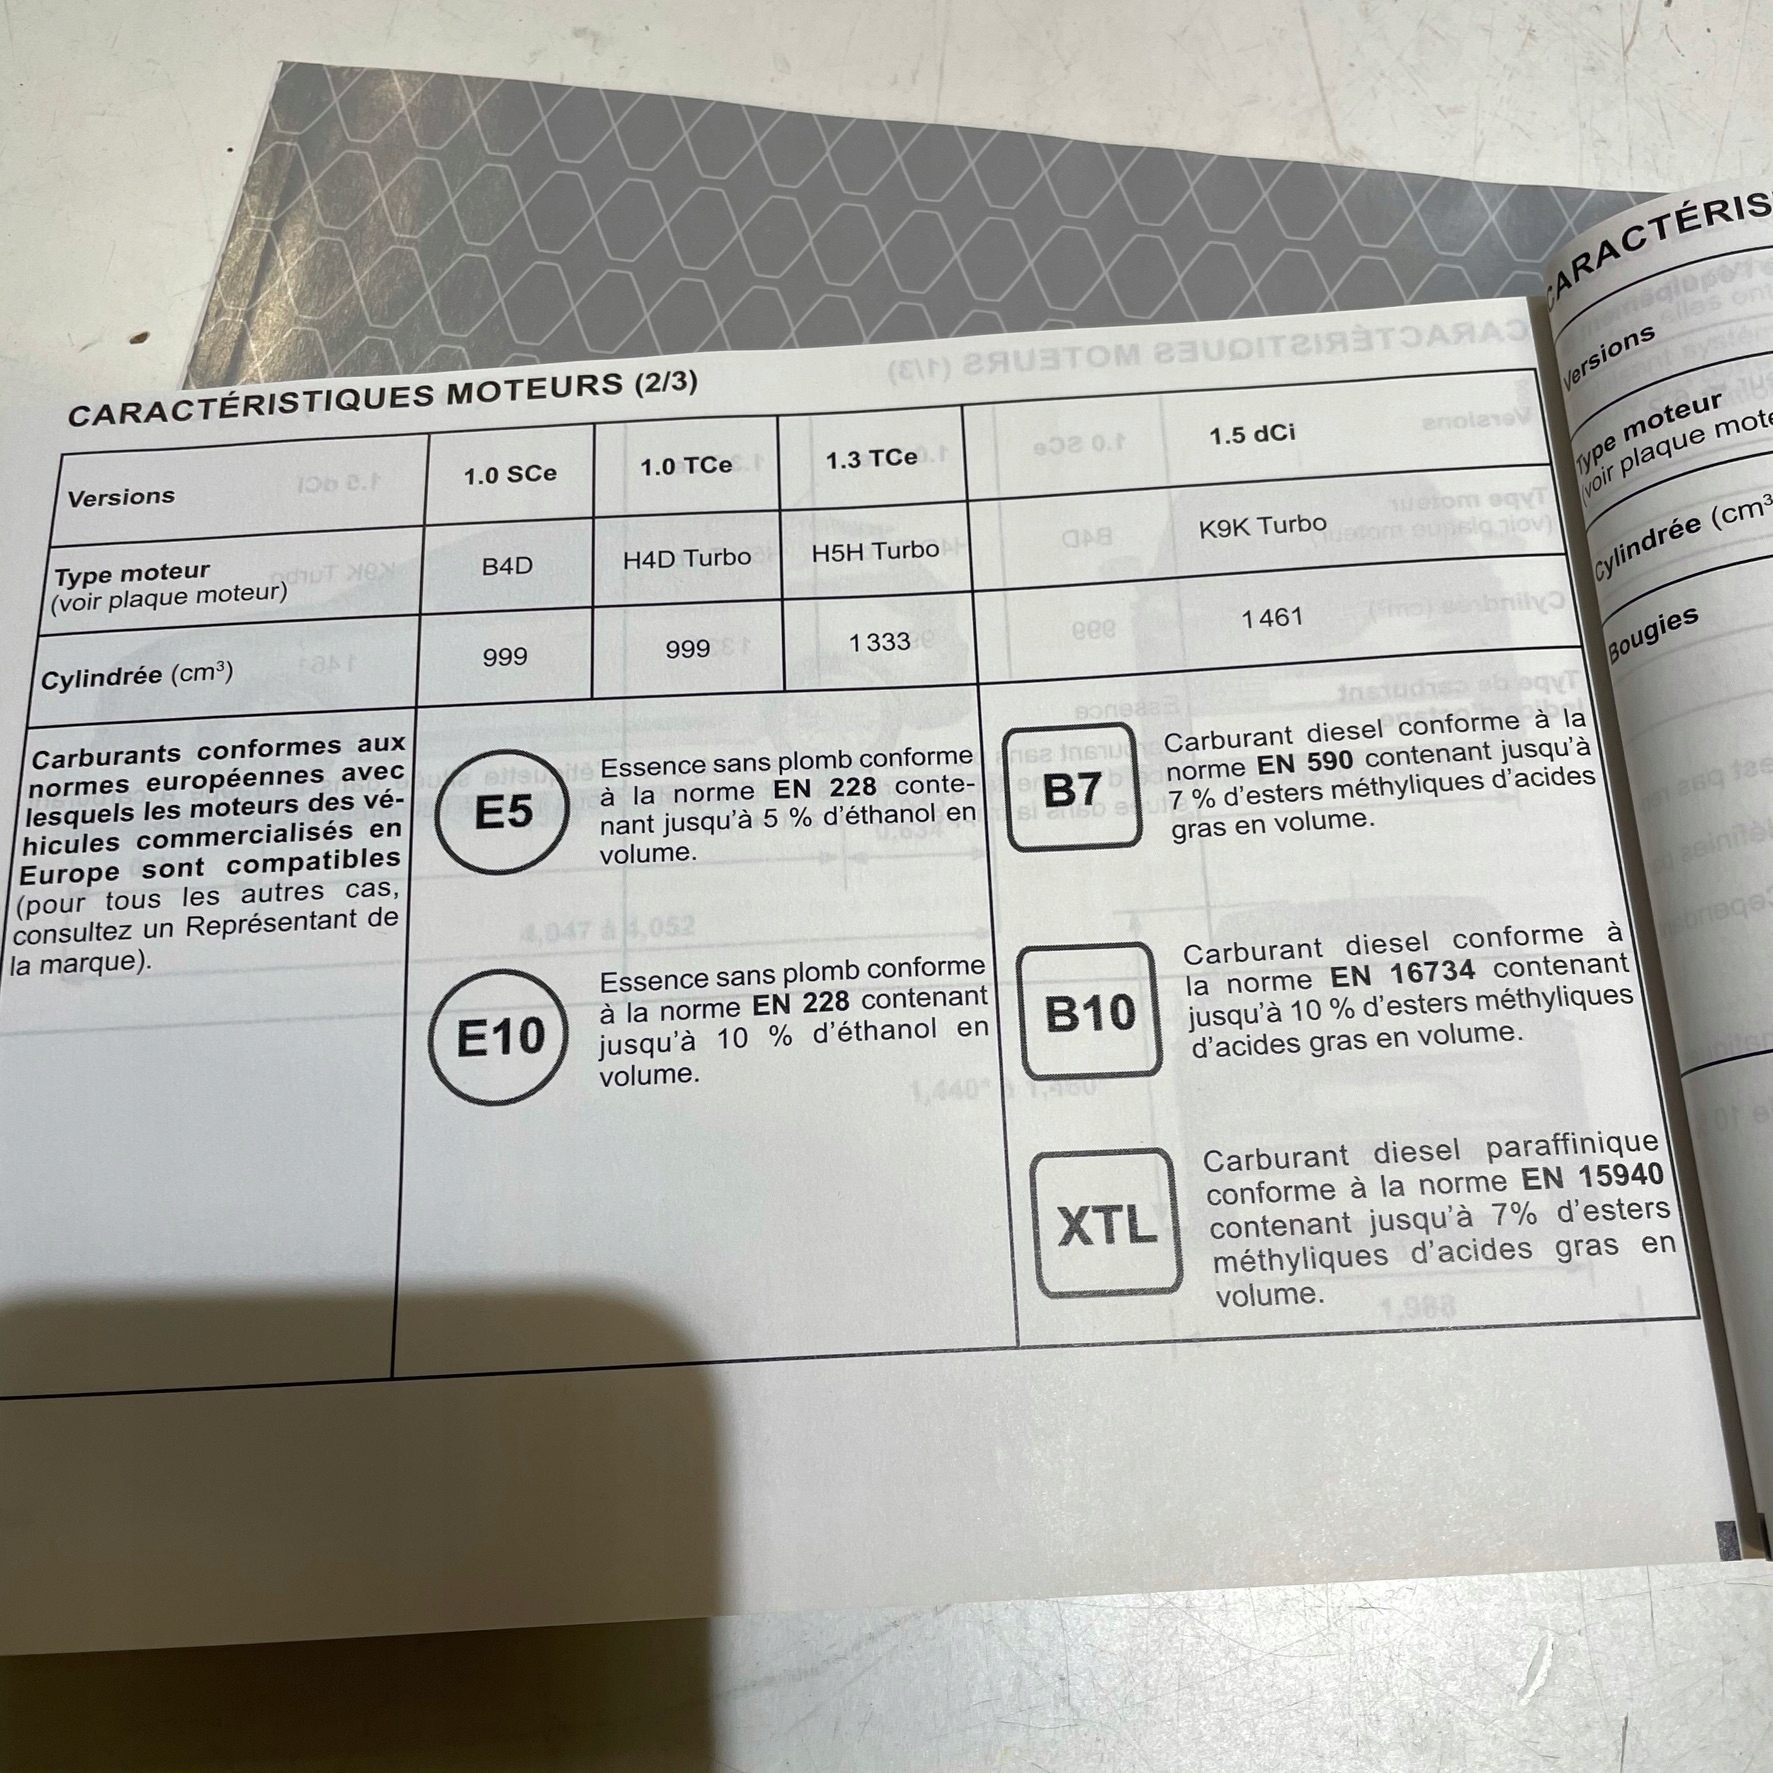 CARACTÉRISTIQUES MOTEURS (2/3)
Versions
1.0 SCe
1.0 TCe
1.3 TCe
1.5 dCi
Type moteur
(voir plaque moteur)
B4D
H4D Turbo
H5H Turbo
K9K Turbo
Cylindrée (cm³)
999
999
1 333
1 461
Carburants conformes aux
normes européennes avec
lesquels les moteurs des vé-
hicules commercialisés en
Europe sont compatibles
(pour tous les autres cas,
consultez un Représentant de
la marque).
E5
Essence sans plomb conforme
à la norme EN 228 conte-
nant jusqu'à 5 % d'éthanol en
volume.
E10
Essence sans plomb conforme
à la norme EN 228 contenant
jusqu'à 10 % d'éthanol en
volume.
B7
Carburant diesel conforme à la
norme EN 590 contenant jusqu'à
7 % d'esters méthyliques d'acides
gras en volume.
B10
Carburant diesel conforme à
la norme EN 16734 contenant
jusqu'à 10 % d'esters méthyliques
d'acides gras en volume.
XTL
Carburant diesel paraffinique
conforme à la norme EN 15940
contenant jusqu'à 7% d'esters
méthyliques d'acides gras en
volume.
Versions
Type moteur
(voir plaque
Cylindrée (cm³
Bougies